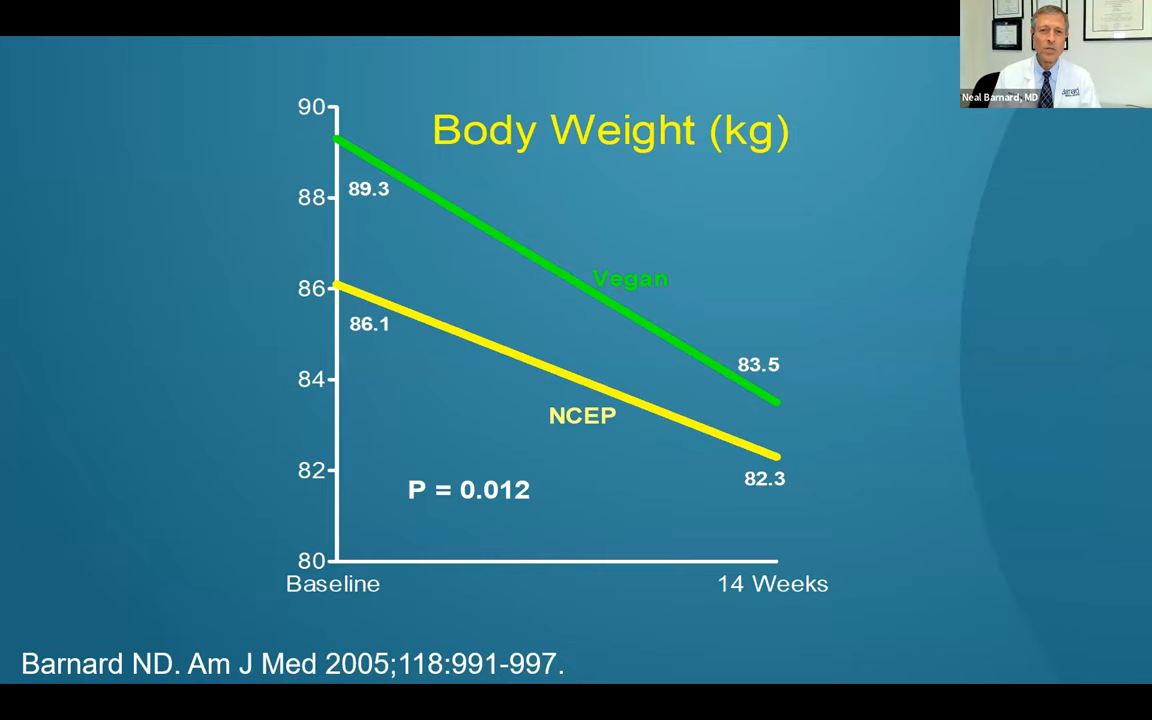 Neal Barnard, MD
Body Weight (kg)
90
88
86
84
82
80
89.3
86.1
Vegan
83.5
NCEP
82.3
P = 0.012
Baseline
14 Weeks
Barnard ND. Am J Med 2005;118:991-997.